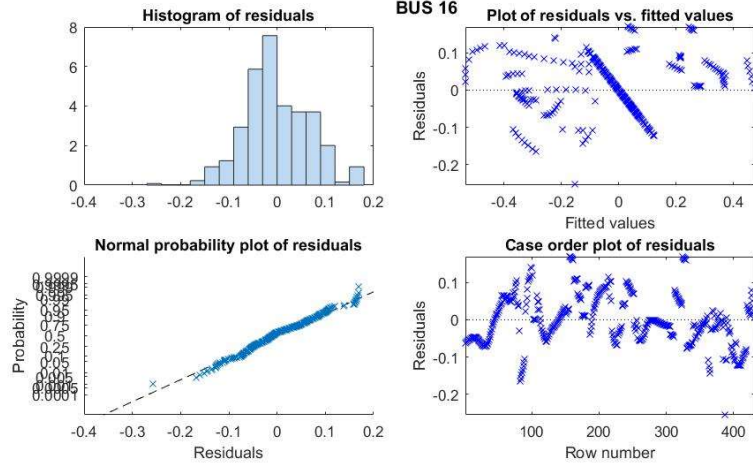 BUS 16
Histogram of residuals
8
6
4
2
0
-0.4 -0.3 -0.2 -0.1 0 0.1 0.2
Plot of residuals vs. fitted values
Residuals
0.1
0
-0.1
-0.2
-0.4 -0.2 0 0.2 0.4
Fitted values
Normal probability plot of residuals
Probability
0.9999
0.95
0.75
0.5
0.25
0.0001
-0.4 -0.3 -0.2 -0.1 0 0.1 0.2
Residuals
Case order plot of residuals
Residuals
0.1
0
-0.1
-0.2
100 200 300 400
Row number